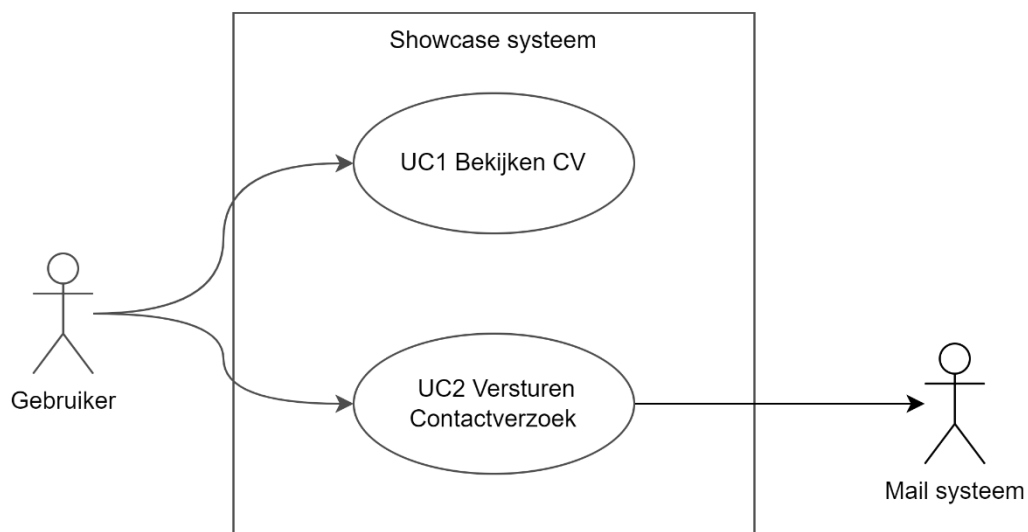 Showcase systeem
UC1 Bekijken CV
Gebruiker
UC2 Versturen
Contactverzoek
Mail systeem